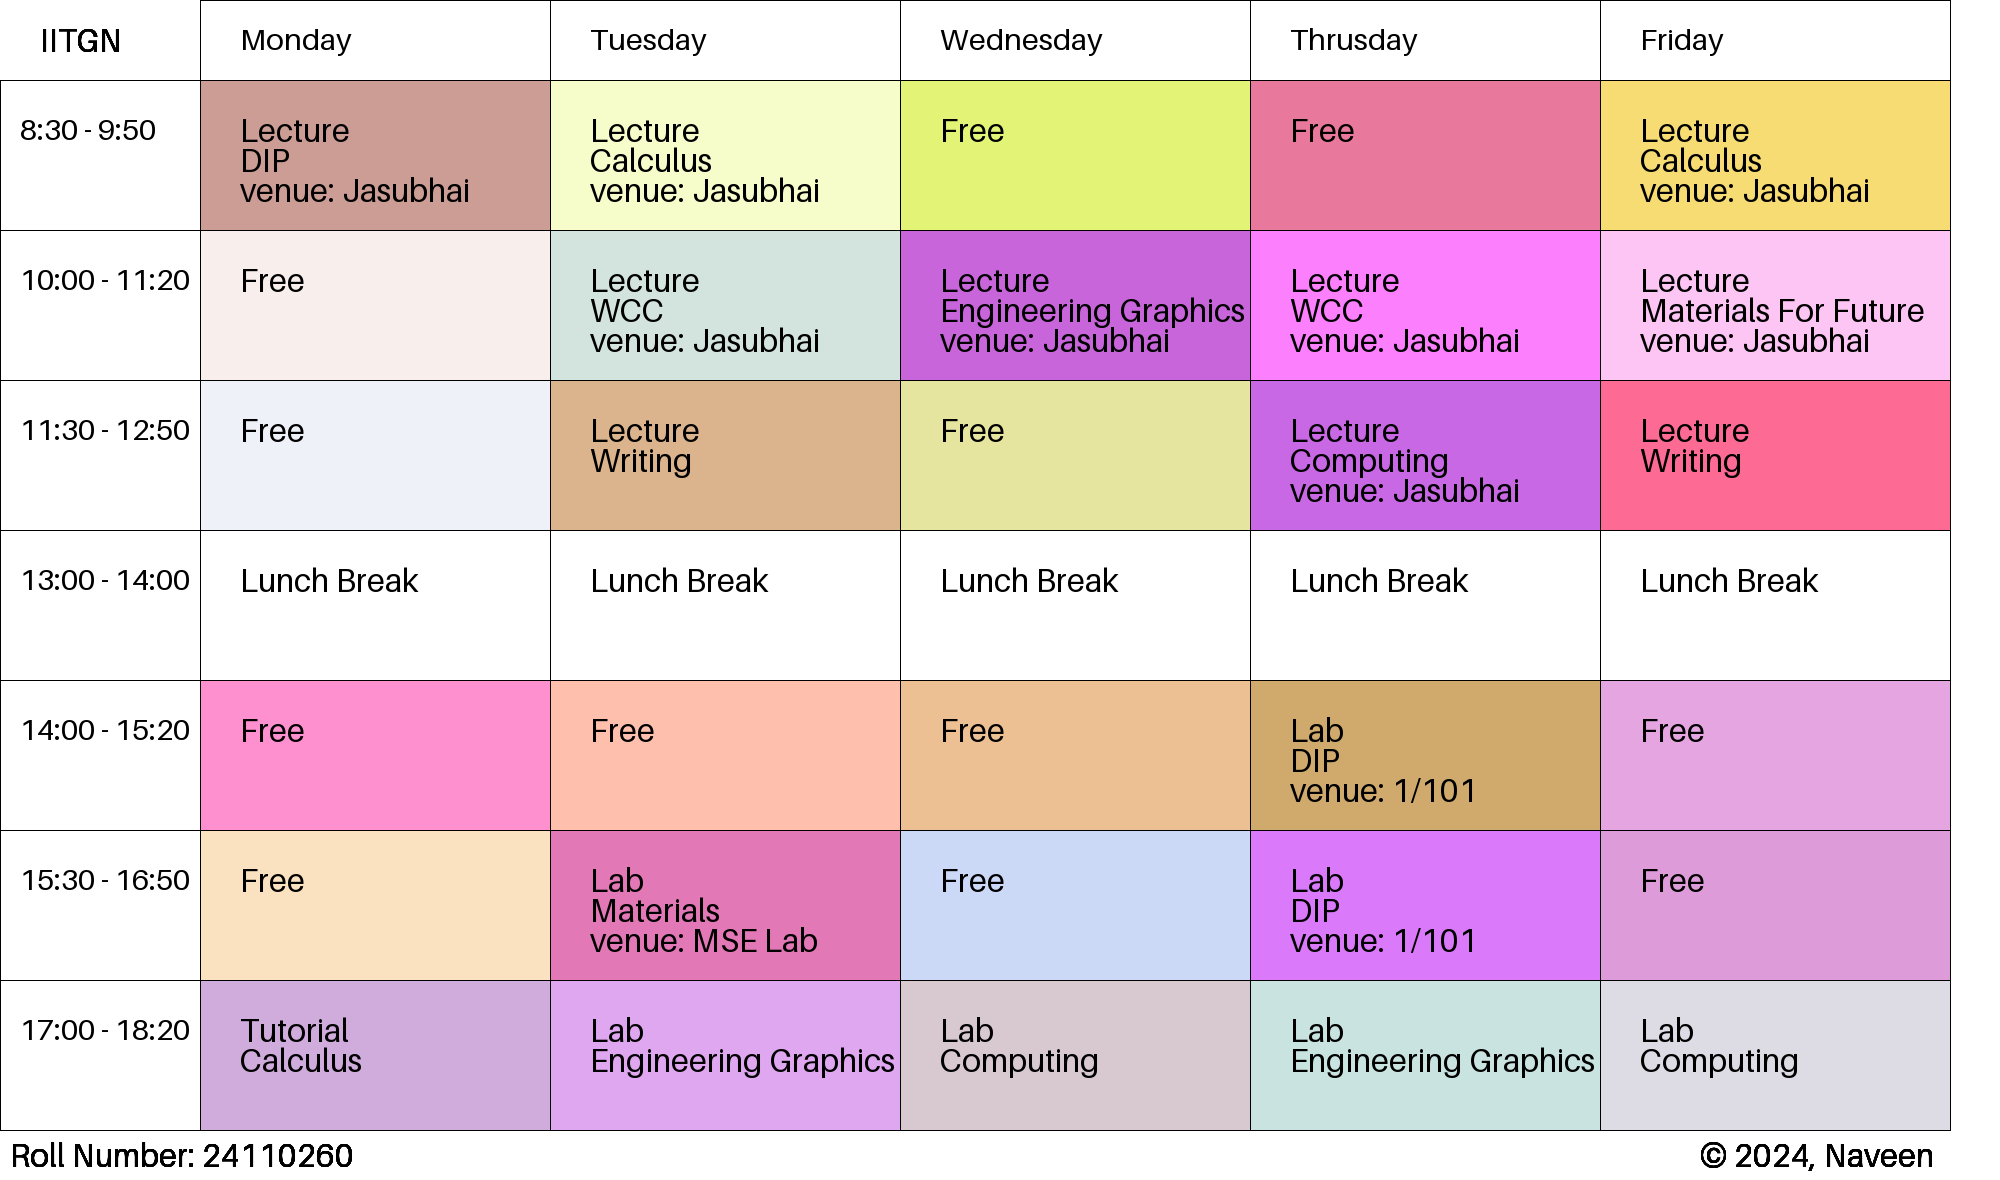 IITGN
Monday
Tuesday
Wednesday
Thrusday
Friday
8:30 - 9:50
Lecture
DIP
venue: Jasubhai
Lecture
Calculus
venue: Jasubhai
Free
Free
Lecture
Calculus
venue: Jasubhai
10:00 - 11:20
Free
Lecture
WCC
venue: Jasubhai
Lecture
Engineering Graphics
venue: Jasubhai
Lecture
WCC
venue: Jasubhai
Lecture
Materials For Future
venue: Jasubhai
11:30 - 12:50
Free
Lecture
Writing
Free
Lecture
Computing
venue: Jasubhai
Lecture
Writing
13:00 - 14:00
Lunch Break
Lunch Break
Lunch Break
Lunch Break
Lunch Break
14:00 - 15:20
Free
Free
Free
Lab
DIP
venue: 1/101
Free
15:30 - 16:50
Free
Lab
Materials
venue: MSE Lab
Free
Lab
DIP
venue: 1/101
Free
17:00 - 18:20
Tutorial
Calculus
Lab
Engineering Graphics
Lab
Computing
Lab
Engineering Graphics
Lab
Computing
Roll Number: 24110260
© 2024, Naveen